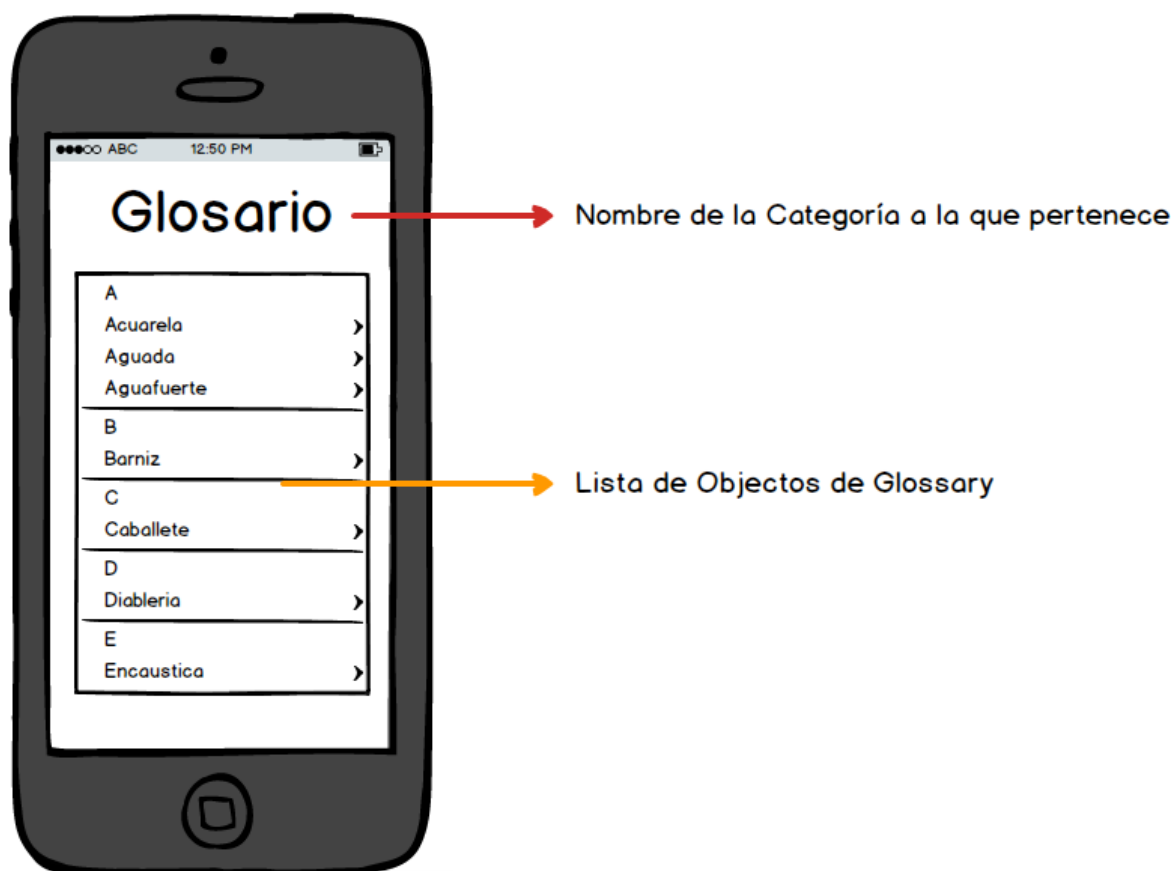 ABC 12:50 PM
Glosario
Nombre de la Categoría a la que pertenece
A
Acuarela
Aguada
Aguafuerte
B
Barniz
Lista de Objectos de Glossary
C
Caballete
D
Diableria
E
Encaustica